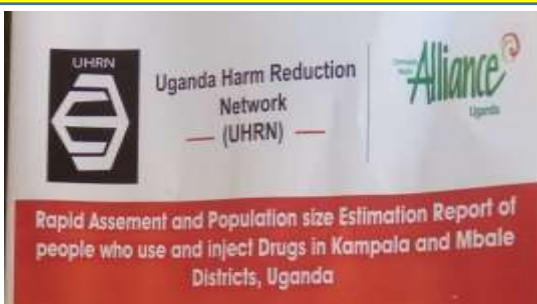 UHRN
Uganda Harm Reduction
Network
(UHRN)
Alliance
Uganda
Rapid Assement and Population size Estimation Report of
people who use and inject Drugs in Kampala and Mbale
Districts, Uganda